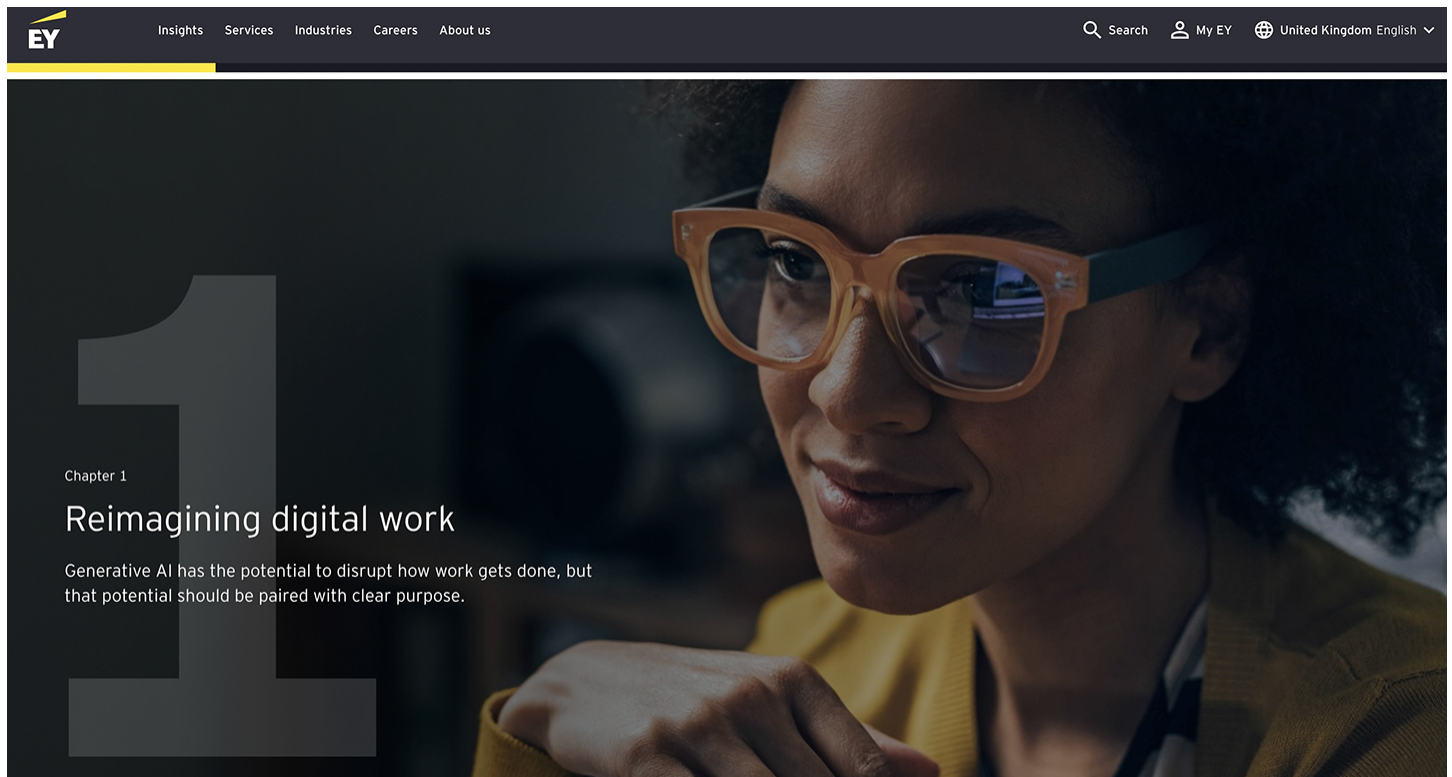 EY
Insights Services Industries Careers About us
Search My EY United Kingdom English
1
Chapter 1
Reimagining digital work
Generative AI has the potential to disrupt how work gets done, but
that potential should be paired with clear purpose.